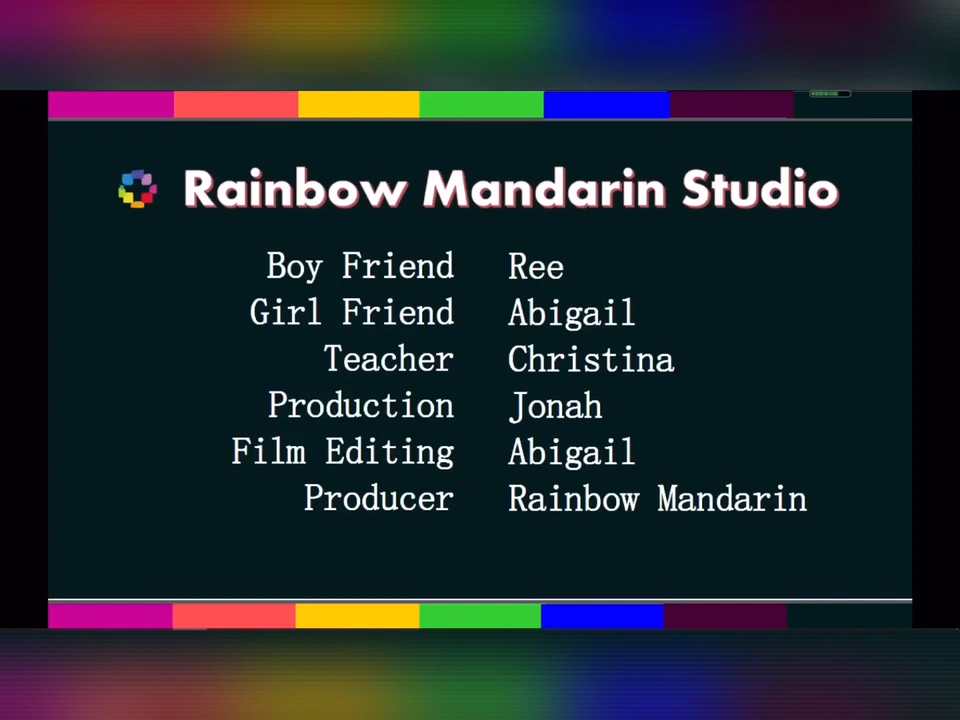 Rainbow Mandarin Studio
Boy Friend Ree
Girl Friend Abigail
Teacher Christina
Production Jonah
Film Editing Abigail
Producer Rainbow Mandarin